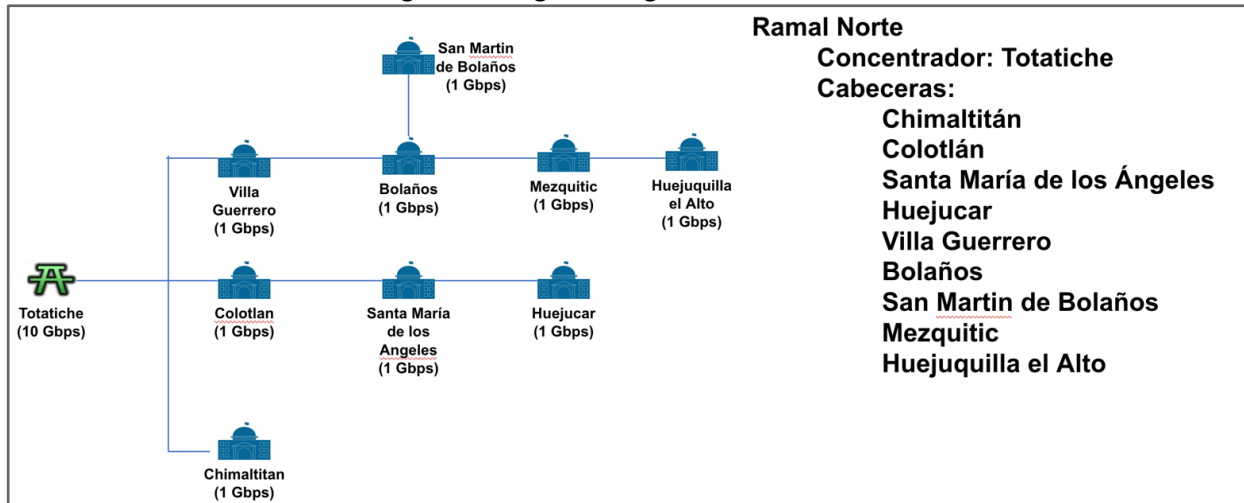 San Martin
de Bolaños
(1 Gbps)
Villa
Guerrero
(1 Gbps)
Bolaños
(1 Gbps)
Mezquitic
(1 Gbps)
Huejuquilla
el Alto
(1 Gbps)
Totatiche
(10 Gbps)
Colotlan
(1 Gbps)
Santa María
de los
Angeles
(1 Gbps)
Huejucar
(1 Gbps)
Chimaltitan
(1 Gbps)
Ramal Norte
Concentrador: Totatiche
Cabeceras:
Chimaltitán
Colotlán
Santa María de los Ángeles
Huejucar
Villa Guerrero
Bolaños
San Martin de Bolaños
Mezquitic
Huejuquilla el Alto